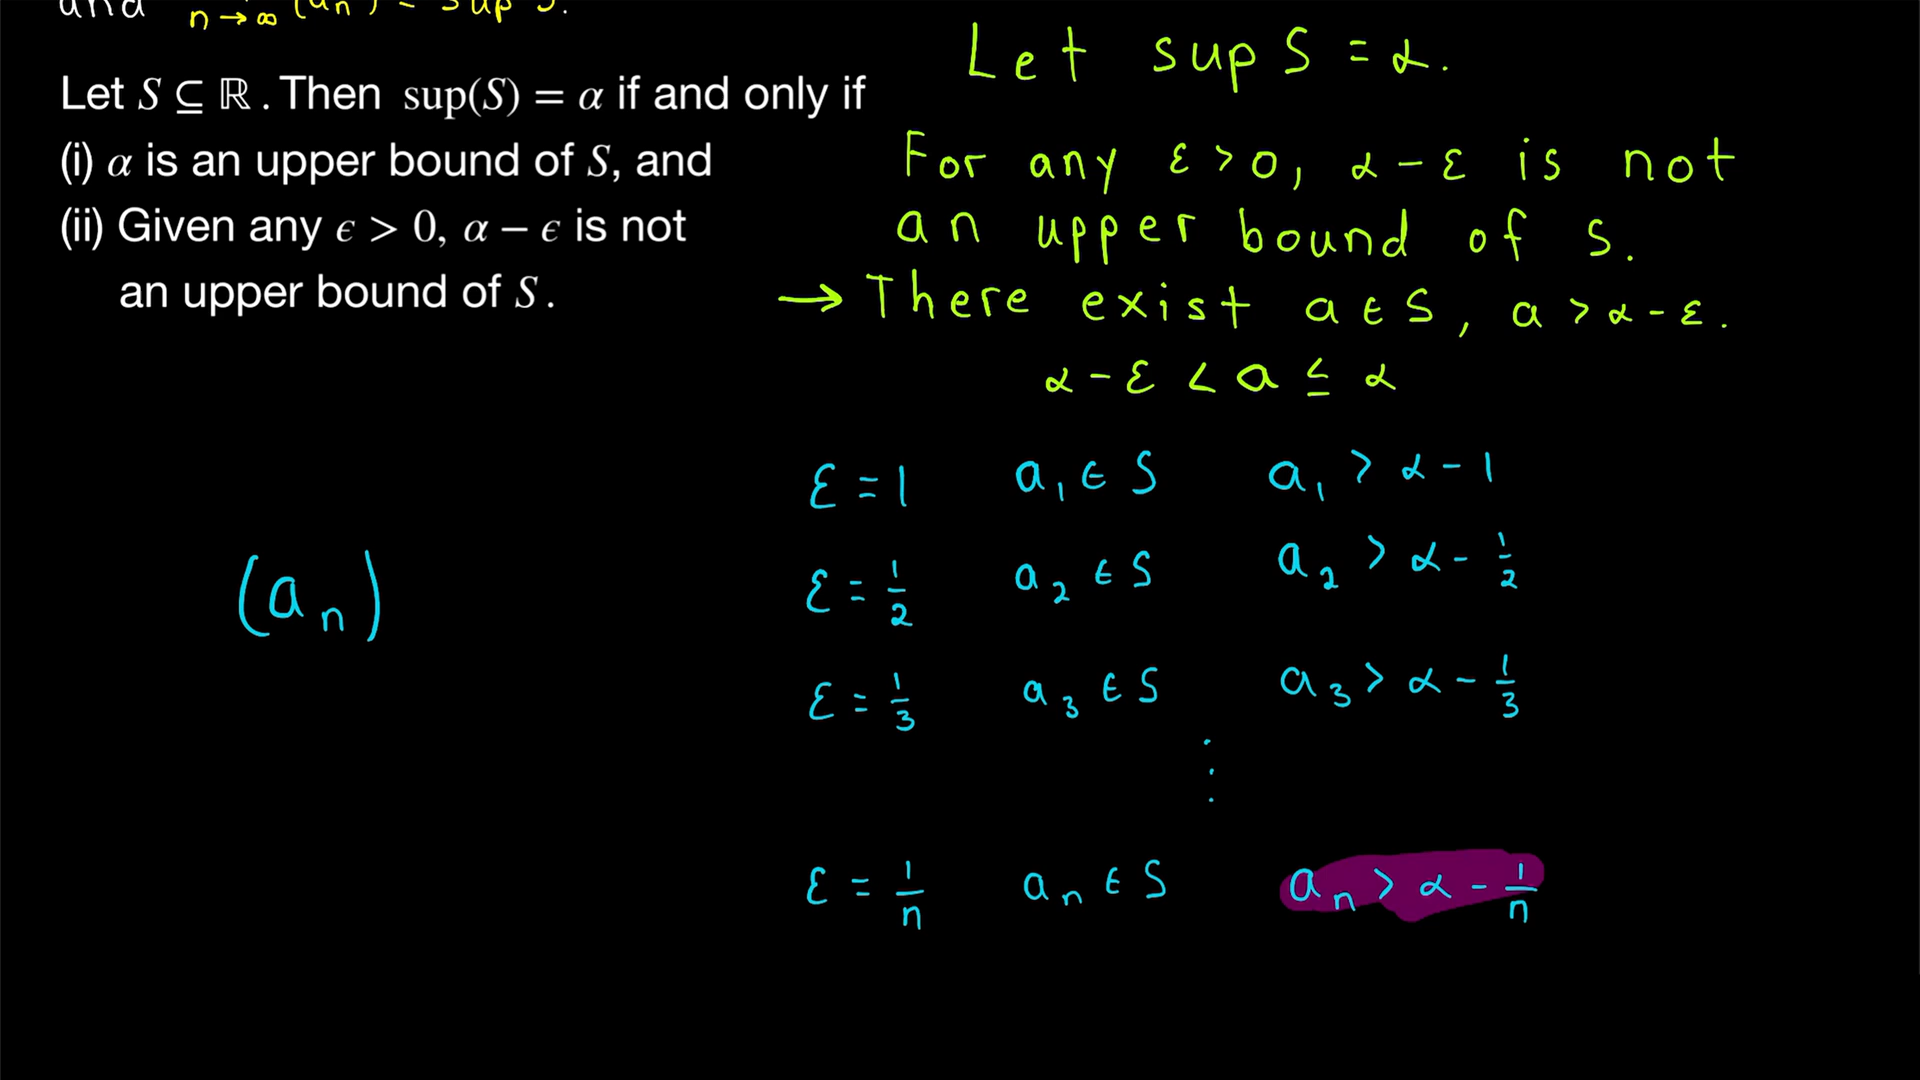 and n→∞ (an) = sup S.
Let S ⊆ ℝ. Then sup(S) = α if and only if
(i) α is an upper bound of S, and
(ii) Given any ϵ > 0, α − ϵ is not
an upper bound of S.
Let sup S = α.
For any ε > 0, α − ε is not
an upper bound of S.
→ There exist a ∈ S, a > α − ε.
α − ε < a ≤ α
(aₙ)
ε = 1 a₁ ∈ S a₁ > α − 1
ε = 1/2 a₂ ∈ S a₂ > α − 1/2
ε = 1/3 a₃ ∈ S a₃ > α − 1/3
⋮
ε = 1/n aₙ ∈ S aₙ > α − 1/n